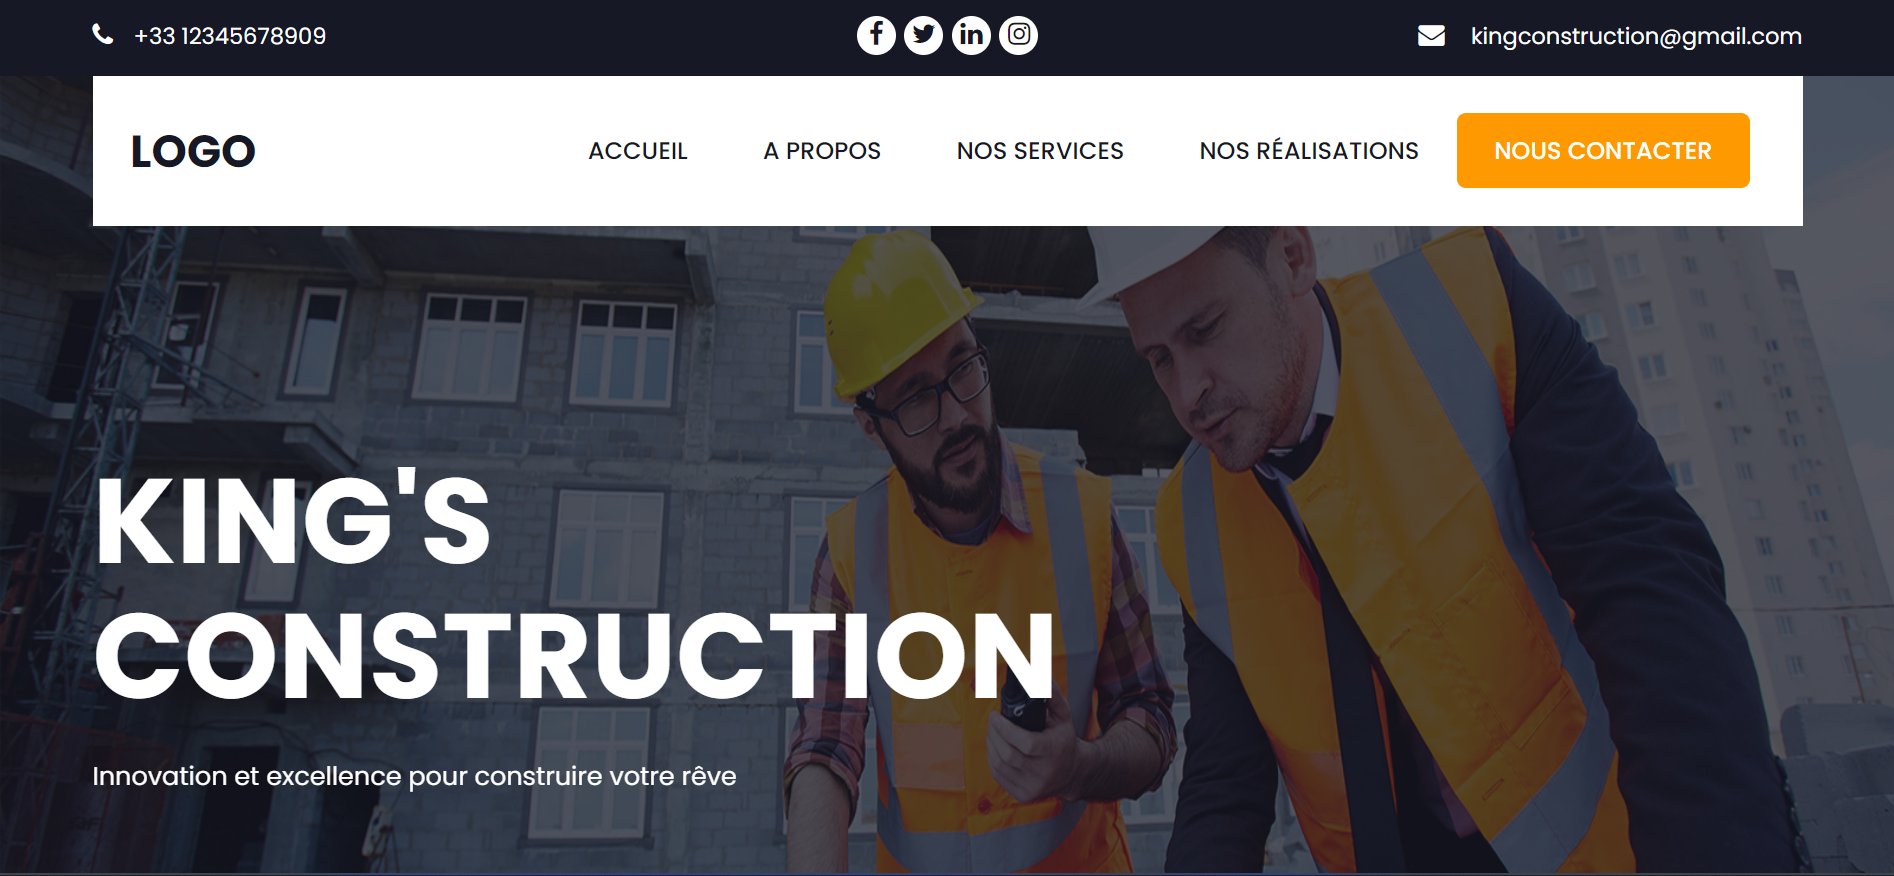 +33 12345678909
kingconstruction@gmail.com
LOGO
ACCUEIL
A PROPOS
NOS SERVICES
NOS RÉALISATIONS
NOUS CONTACTER
KING'S
CONSTRUCTION
Innovation et excellence pour construire votre rêve